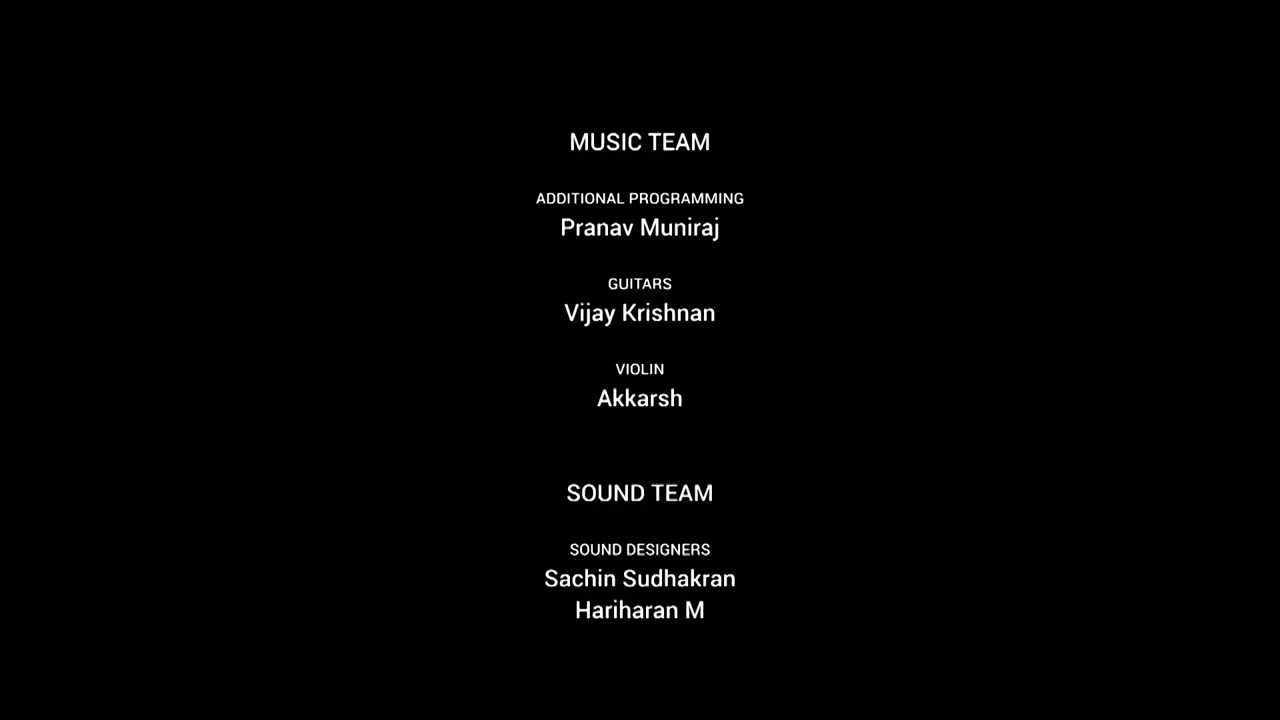 MUSIC TEAM
ADDITIONAL PROGRAMMING
Pranav Muniraj
GUITARS
Vijay Krishnan
VIOLIN
Akkarsh
SOUND TEAM
SOUND DESIGNERS
Sachin Sudhakran
Hariharan M